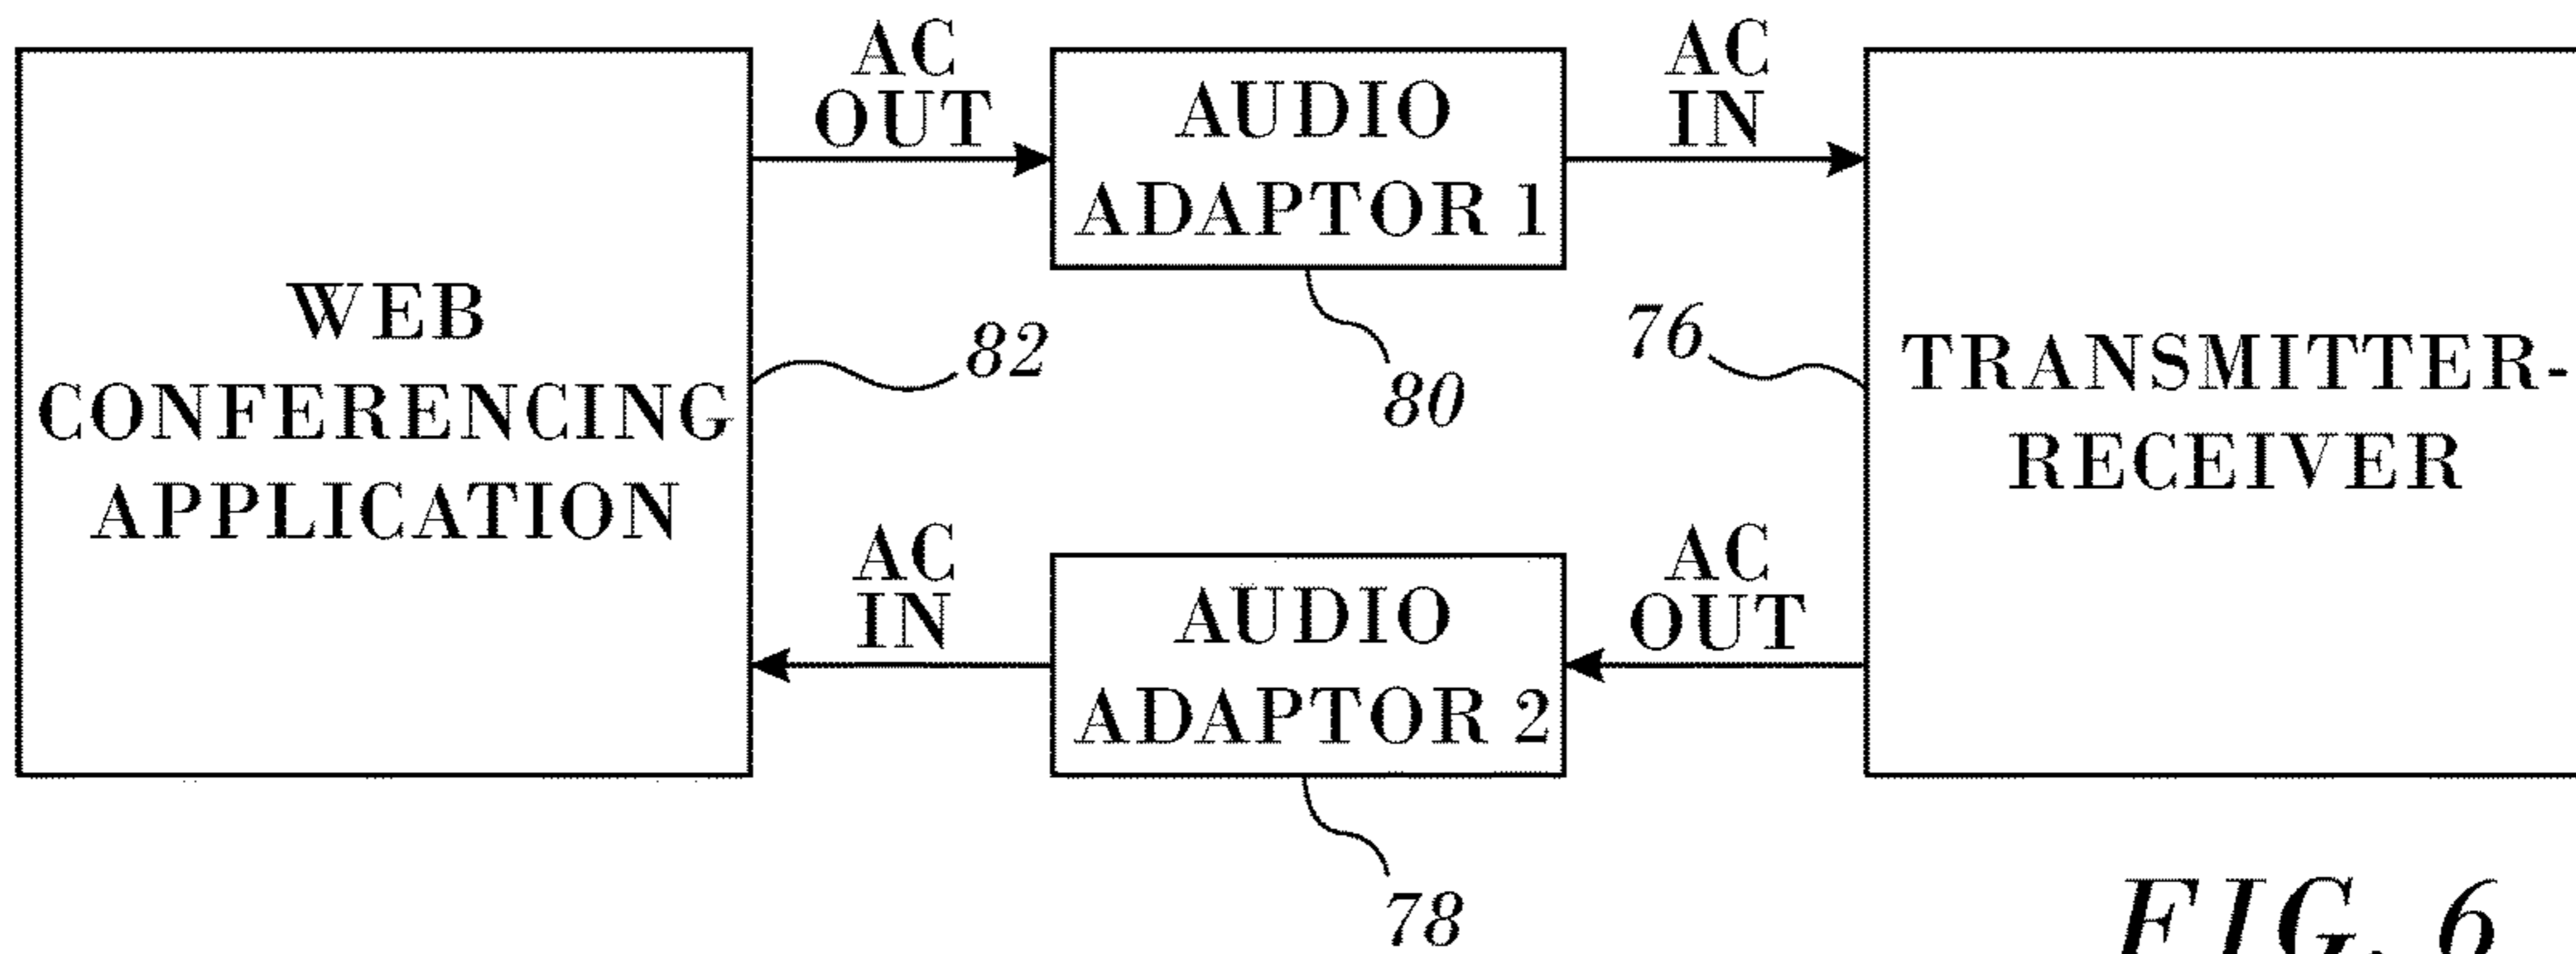 AC
OUT
AUDIO
ADAPTOR 1
AC
IN
WEB
CONFERENCING
APPLICATION
82
80
76
TRANSMITTER-
RECEIVER
AC
IN
AUDIO
ADAPTOR 2
AC
OUT
78
FIG. 6